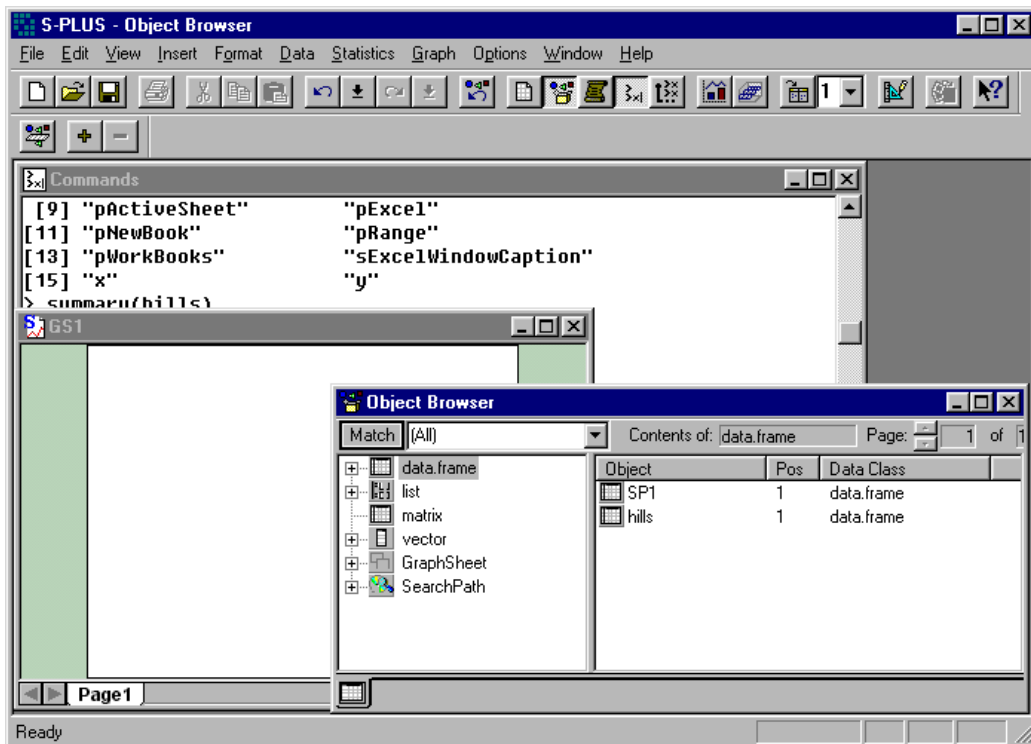 S-PLUS - Object Browser
File Edit View Insert Format Data Statistics Graph Options Window Help
1
Commands
[9] "pActiveSheet" "pExcel"
[11] "pNewBook" "pRange"
[13] "pWorkBooks" "sExcelWindowCaption"
[15] "x" "y"
> summary(hills)
GS1
Object Browser
Match (All) Contents of: data.frame Page: 1 of 1
data.frame
list
matrix
vector
GraphSheet
SearchPath
Object Pos Data Class
SP1 1 data.frame
hills 1 data.frame
Page1
Ready